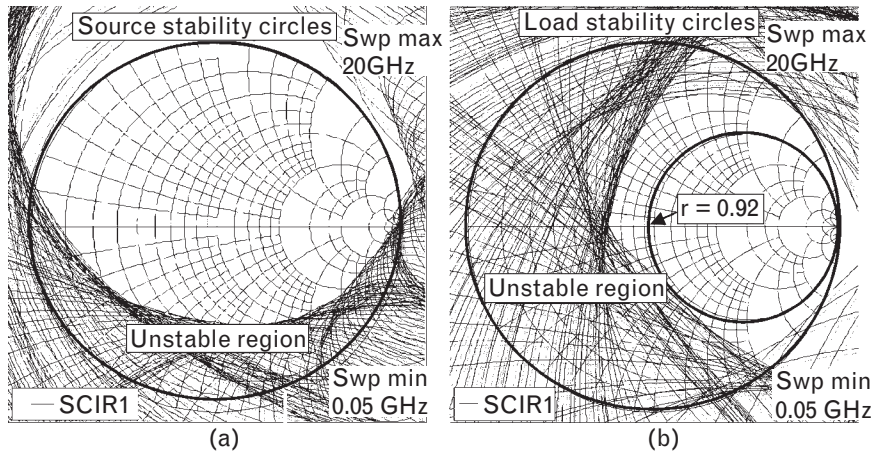 Source stability circles
Swp max
20GHz
Unstable region
Swp min
0.05 GHz
SCIR1
(a)
Load stability circles
Swp max
20GHz
r = 0.92
Unstable region
Swp min
0.05 GHz
SCIR1
(b)